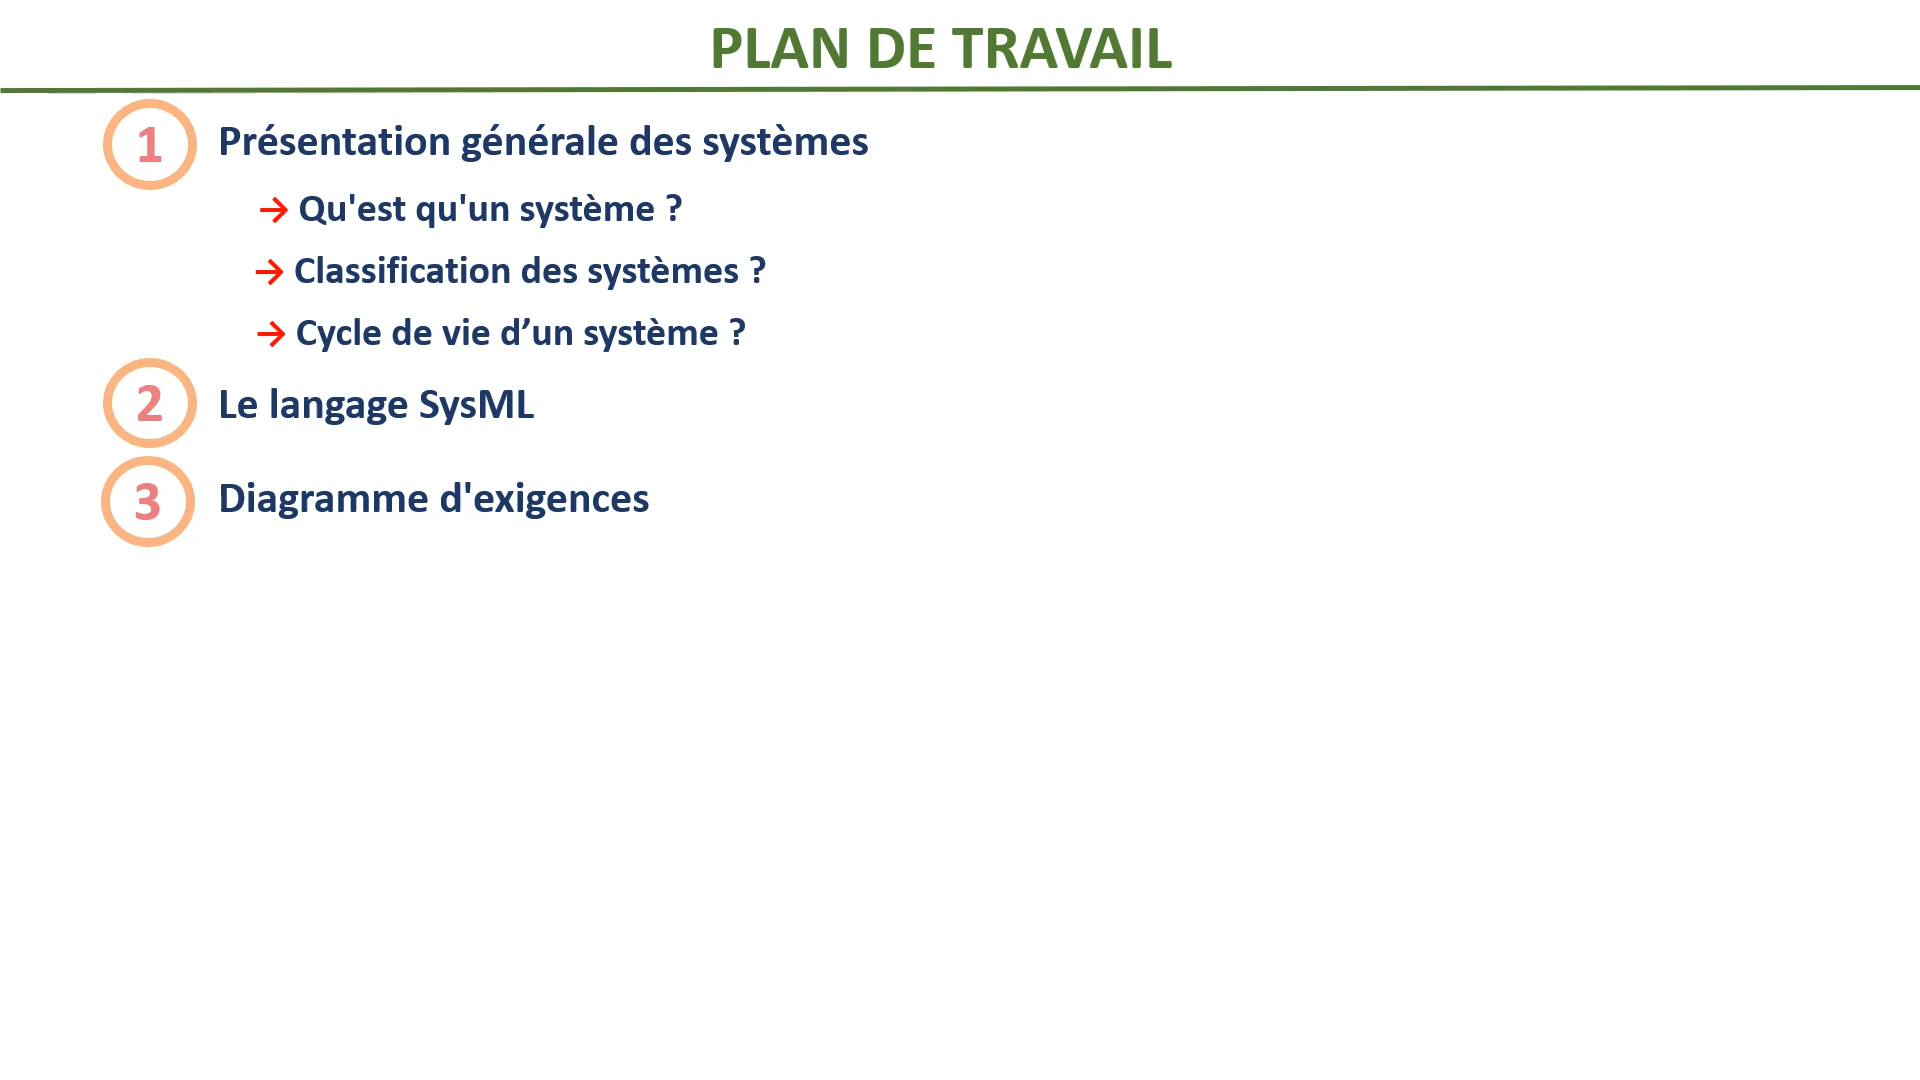 PLAN DE TRAVAIL
1 Présentation générale des systèmes
→ Qu'est qu'un système ?
→ Classification des systèmes ?
→ Cycle de vie d’un système ?
2 Le langage SysML
3 Diagramme d'exigences